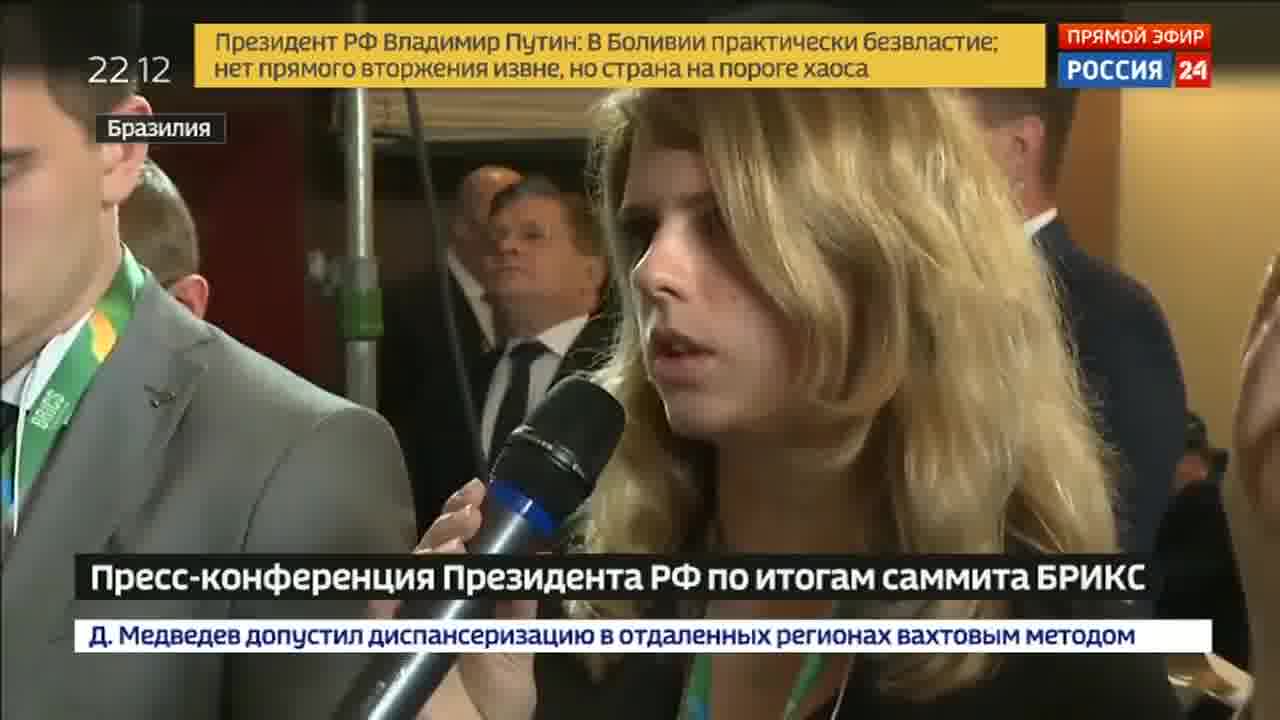 22.12
Президент РФ Владимир Путин: В Боливии практически безвластие;
нет прямого вторжения извне, но страна на пороге хаоса
ПРЯМОЙ ЭФИР
РОССИЯ 24
Бразилия
BRICS
Пресс-конференция Президента РФ по итогам саммита БРИКС
Д. Медведев допустил диспансеризацию в отдаленных регионах вахтовым методом